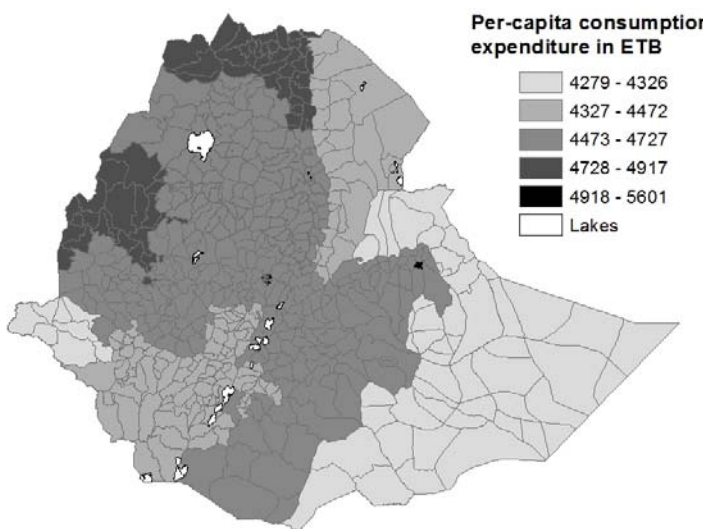 Per-capita consumption
expenditure in ETB
4279 - 4326
4327 - 4472
4473 - 4727
4728 - 4917
4918 - 5601
Lakes